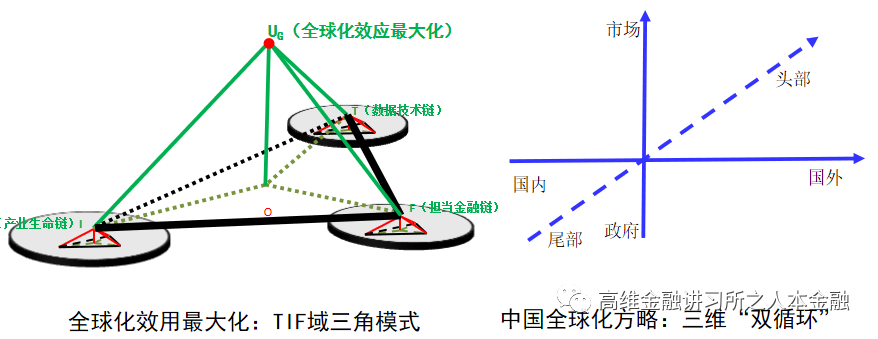 U_G（全球化效应最大化）
T（数据技术链）
（产业生命链）I
F（担当金融链）
O
全球化效用最大化：TIF域三角模式
市场
头部
国内
国外
尾部
政府
中国全球化方略：三维“双循环”
高维金融讲习所之人本金融